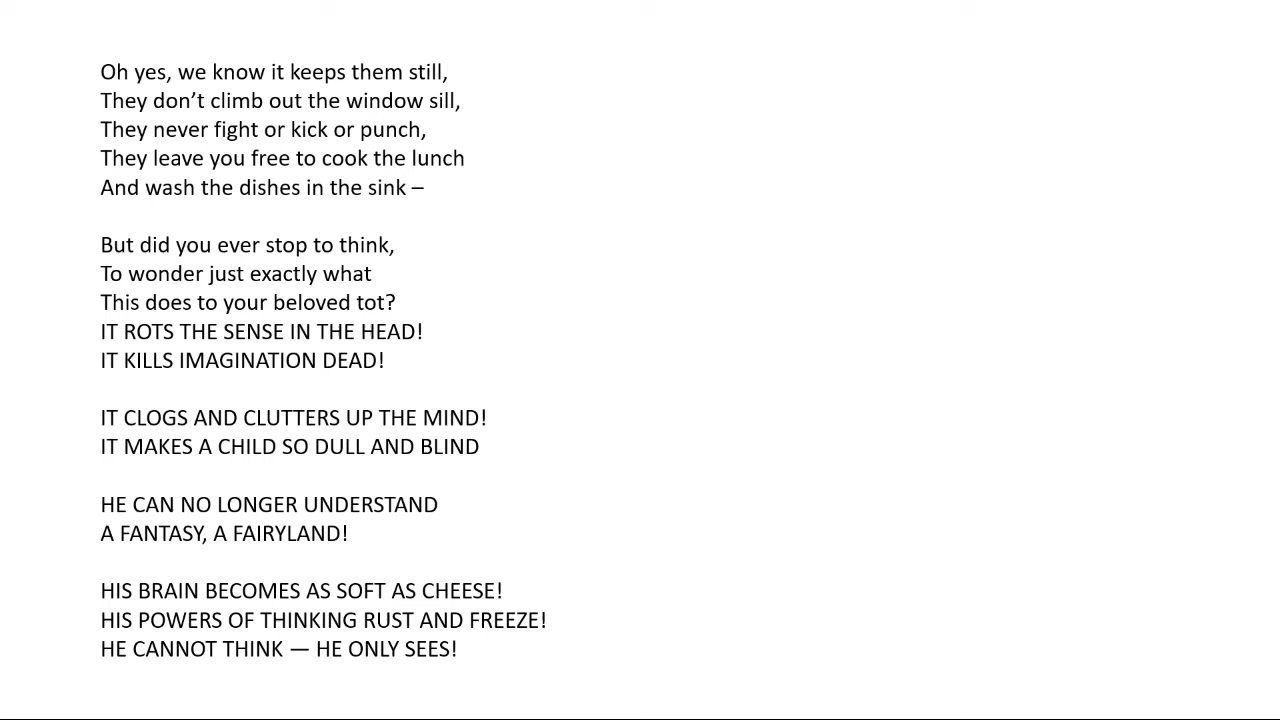 Oh yes, we know it keeps them still,
They don’t climb out the window sill,
They never fight or kick or punch,
They leave you free to cook the lunch
And wash the dishes in the sink –
But did you ever stop to think,
To wonder just exactly what
This does to your beloved tot?
IT ROTS THE SENSE IN THE HEAD!
IT KILLS IMAGINATION DEAD!
IT CLOGS AND CLUTTERS UP THE MIND!
IT MAKES A CHILD SO DULL AND BLIND
HE CAN NO LONGER UNDERSTAND
A FANTASY, A FAIRYLAND!
HIS BRAIN BECOMES AS SOFT AS CHEESE!
HIS POWERS OF THINKING RUST AND FREEZE!
HE CANNOT THINK — HE ONLY SEES!